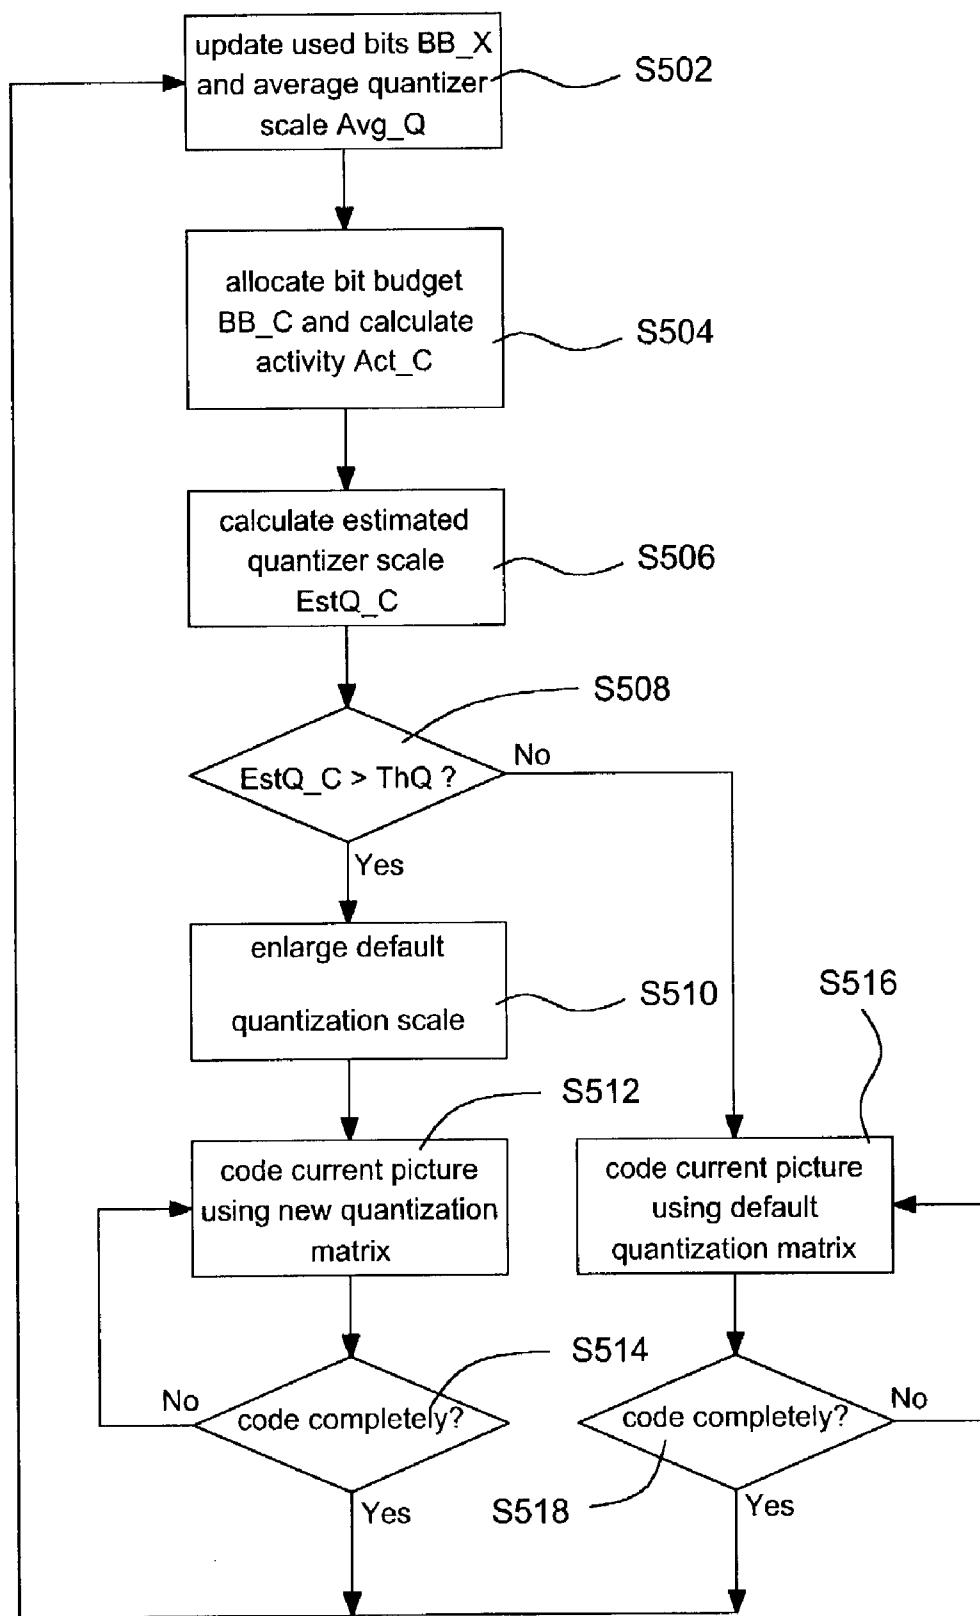 update used bits BB_X
and average quantizer
scale Avg_Q
S502
allocate bit budget
BB_C and calculate
activity Act_C
S504
calculate estimated
quantizer scale
EstQ_C
S506
S508
EstQ_C > ThQ ?
No
Yes
enlarge default
quantization scale
S510
S516
S512
code current picture
using new quantization
matrix
code current picture
using default
quantization matrix
S514
No
code completely?
code completely?
No
S518
Yes
Yes